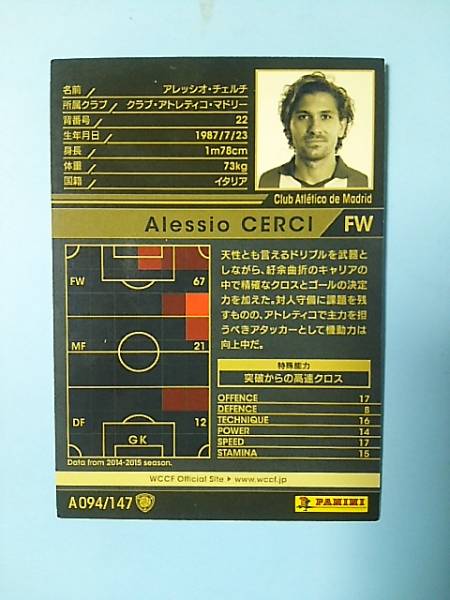 名前 アレッシオ・チェルチ
所属クラブ クラブ・アトレティコ・マドリー
背番号 22
生年月日 1987/7/23
身長 1m78cm
体重 73kg
国籍 イタリア
Club Atlético de Madrid
Alessio CERCI FW
FW 67
MF 21
DF 12
GK
Data from 2014-2015 season.
天性とも言えるドリブルを武器と
しながら、紆余曲折のキャリアの
中で精確なクロスとゴールの決定
力を加えた。対人守備に課題を残
すものの、アトレティコで主力を担
うべきアタッカーとして機動力は
向上中だ。
特殊能力
突破からの高速クロス
OFFENCE 17
DEFENCE 8
TECHNIQUE 16
POWER 14
SPEED 17
STAMINA 15
WCCF Official Site ▶ www.wccf.jp
A094/147
PANINI